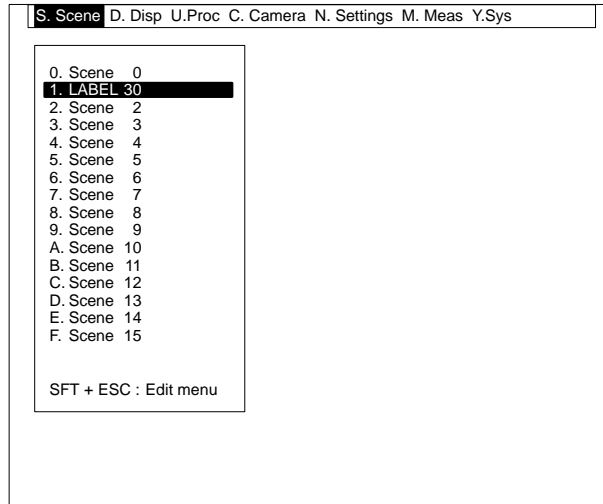 S. Scene D. Disp U.Proc C. Camera N. Settings M. Meas Y.Sys
0. Scene 0
1. LABEL 30
2. Scene 2
3. Scene 3
4. Scene 4
5. Scene 5
6. Scene 6
7. Scene 7
8. Scene 8
9. Scene 9
A. Scene 10
B. Scene 11
C. Scene 12
D. Scene 13
E. Scene 14
F. Scene 15
SFT + ESC : Edit menu